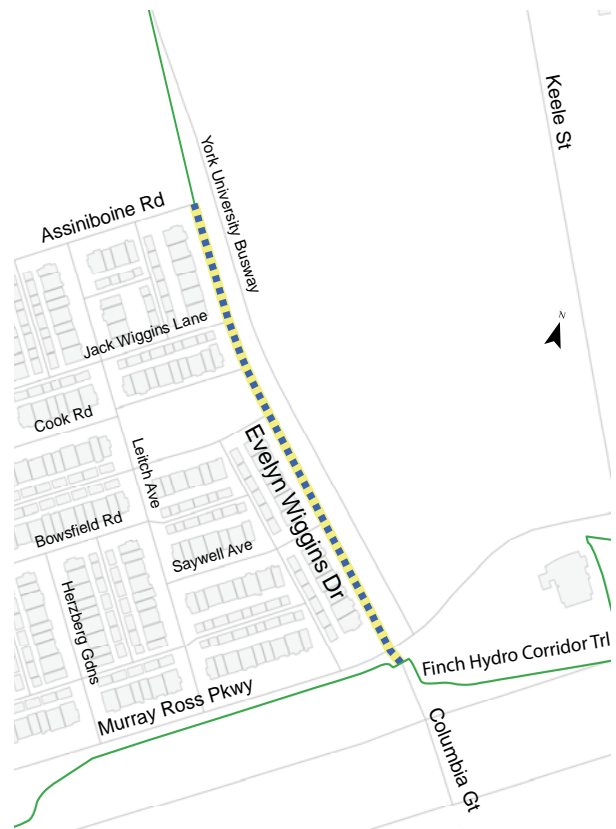 Keele St
York University Busway
Assiniboine Rd
N
Jack Wiggins Lane
Cook Rd
Leitch Ave
Evelyn Wiggins Dr
Bowsfield Rd
Saywell Ave
Herzberg Gdns
Finch Hydro Corridor Trl
Murray Ross Pkwy
Columbia Gt